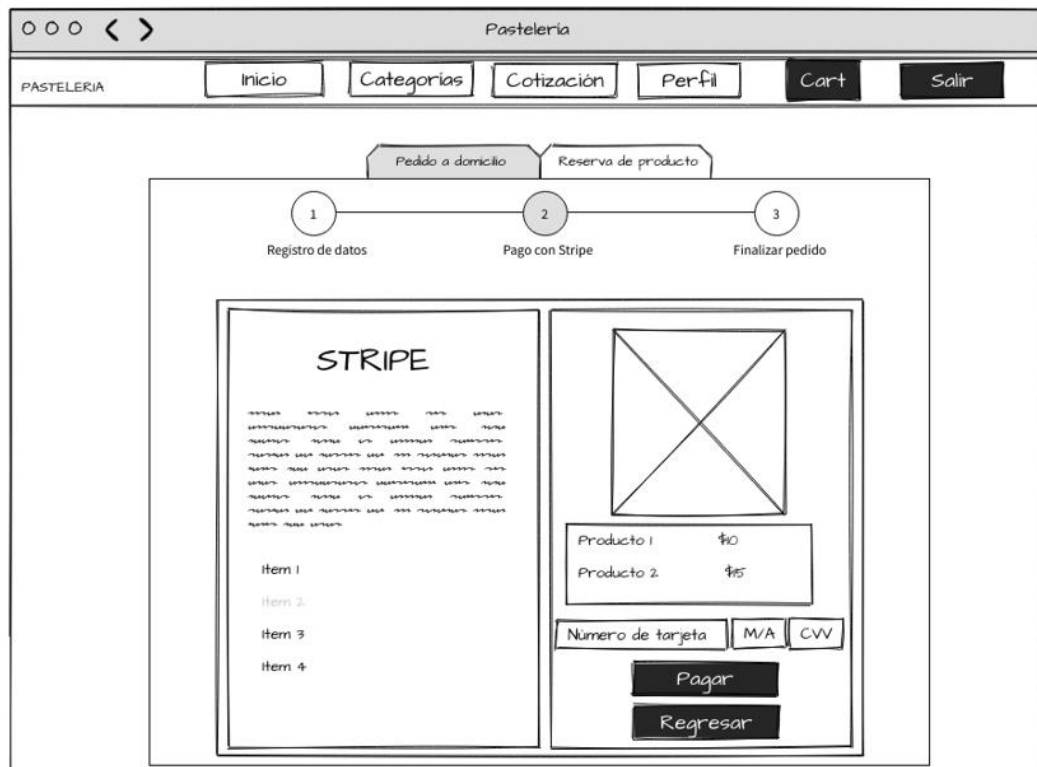 Pastelería
PASTELERIA Inicio Categorías Cotización Perfil Cart Salir
Pedido a domicilio Reserva de producto
1 2 3
Registro de datos Pago con Stripe Finalizar pedido
STRIPE
Item 1
Item 2
Item 3
Item 4
Producto 1 $10
Producto 2 $15
Número de tarjeta M/A CVV
Pagar
Regresar